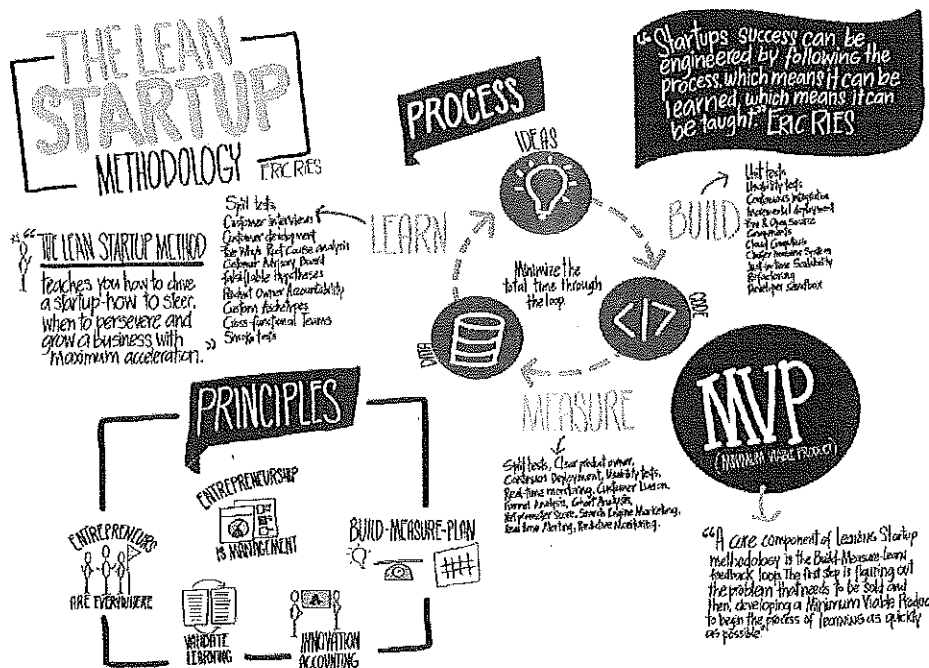 THE LEAN
STARTUP
METHODOLOGY
ERIC RIES
"THE LEAN STARTUP METHOD
teaches you how to drive
a startup-how to steer,
when to persevere and
grow a business with
maximum acceleration."
PROCESS
IDEAS
CODE
DATA
Minimize the
total time through
the loop.
"Startups success can be
engineered by following the
process, which means it can be
learned, which means it can
be taught." ERIC RIES
LEARN
Split tests
Customer interviews
Customer development
Five Why's Root Cause analysis
Customer Advisory Board
Falsifiable Hypotheses
Product Owner Accountability
Custom Archetypes
Cross-functional Teams
Smoke tests
BUILD
Unit tests
Usability tests
Continuous Integration
Incremental deployment
Free & Open Source
Components
Cloud Computing
Cluster Immune System
Just-in-time Scalability
Refactoring
Developer Sandbox
MEASURE
Split tests, Clear product owner,
Continuous Deployment, Usability tests,
Real-time monitoring, Customer Liaison,
Funnel Analysis, Cohort Analysis
Net promoter Score, Search Engine Marketing,
Real time Alerting, Predictive Monitoring.
PRINCIPLES
ENTREPRENEURS
ARE EVERYWHERE
ENTREPRENEURSHIP
IS MANAGEMENT
VALIDATE
LEARNING
INNOVATION
ACCOUNTING
BUILD-MEASURE-PLAN
MVP
(MINIMUM VIABLE PRODUCT)
"A core component of Leaning Startup
methodology is the Build-Measure-learn
feedback loop. The first step is figuring out
the problem that needs to be sold and
then, developing a Minimum Viable Product
to begin the process of learning as quickly
as possible"